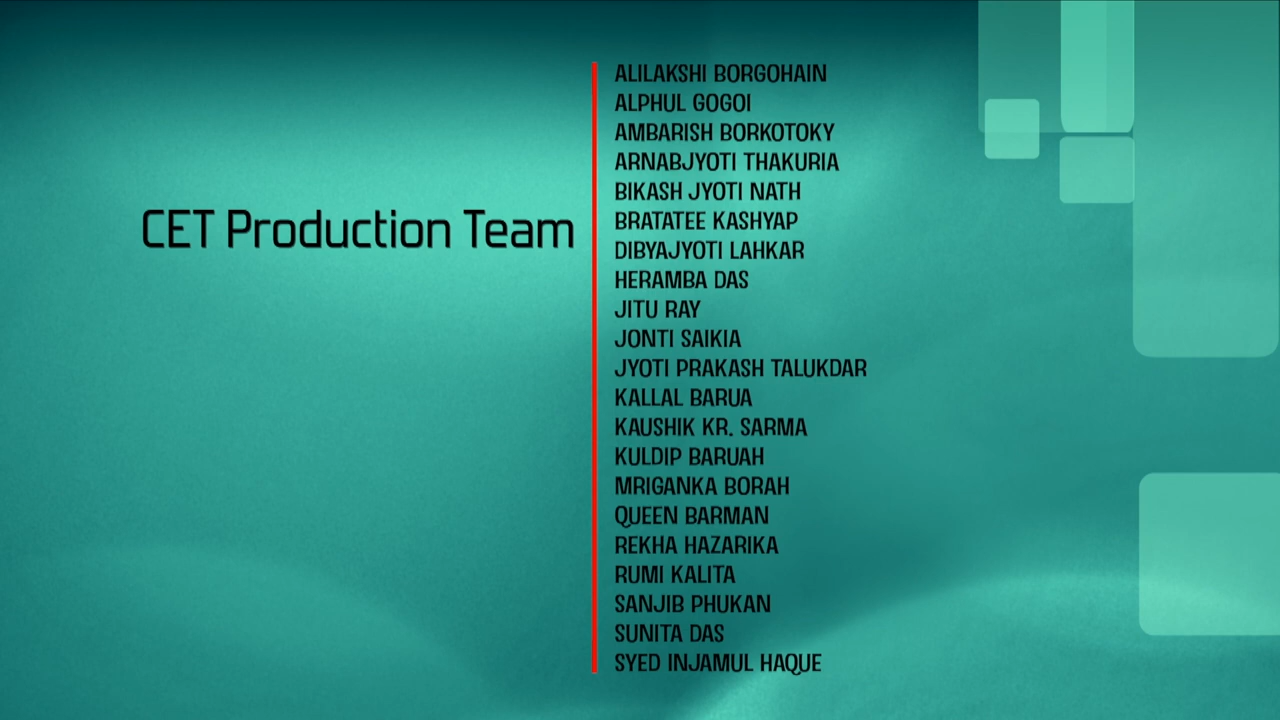 CET Production Team
ALILAKSHI BORGOHAIN
ALPHUL GOGOI
AMBARISH BORKOTOKY
ARNABJYOTI THAKURIA
BIKASH JYOTI NATH
BRATATEE KASHYAP
DIBYAJYOTI LAHKAR
HERAMBA DAS
JITU RAY
JONTI SAIKIA
JYOTI PRAKASH TALUKDAR
KALLAL BARUA
KAUSHIK KR. SARMA
KULDIP BARUAH
MRIGANKA BORAH
QUEEN BARMAN
REKHA HAZARIKA
RUMI KALITA
SANJIB PHUKAN
SUNITA DAS
SYED INJAMUL HAQUE